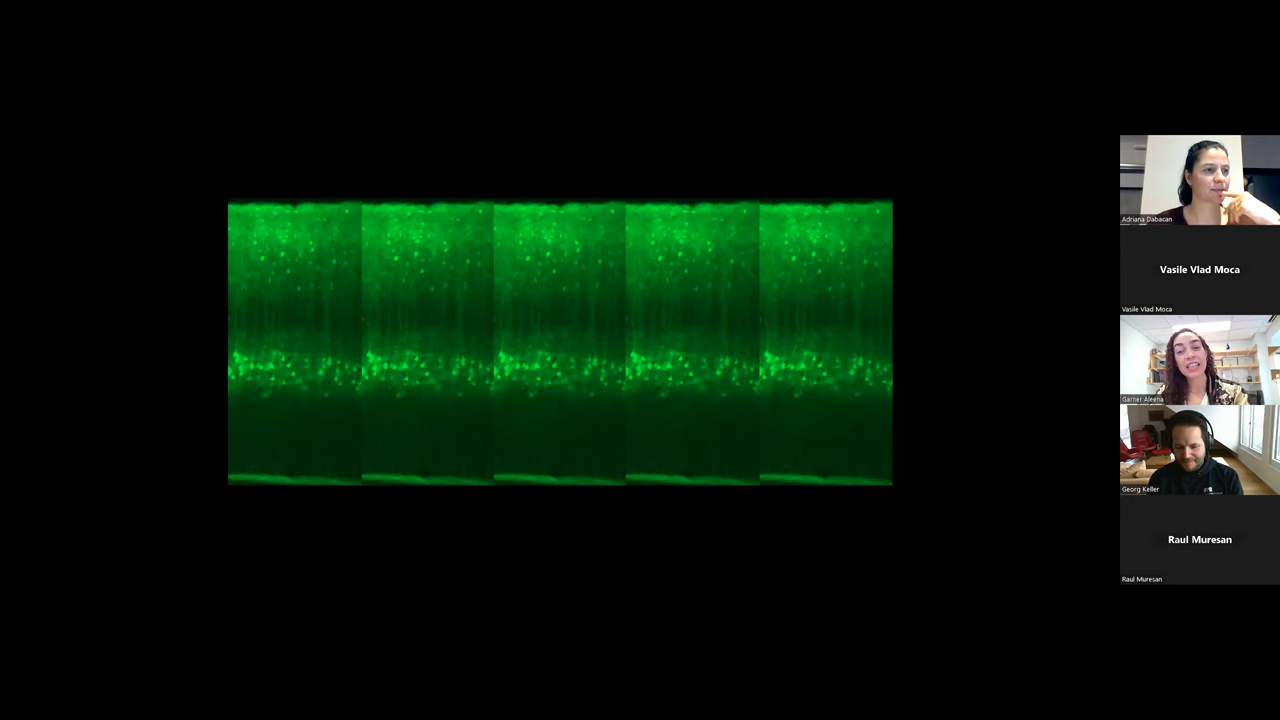 Adriana Dabacan
Vasile Vlad Moca
Vasile Vlad Moca
Garner Aleena
Georg Keller
Raul Muresan
Raul Muresan